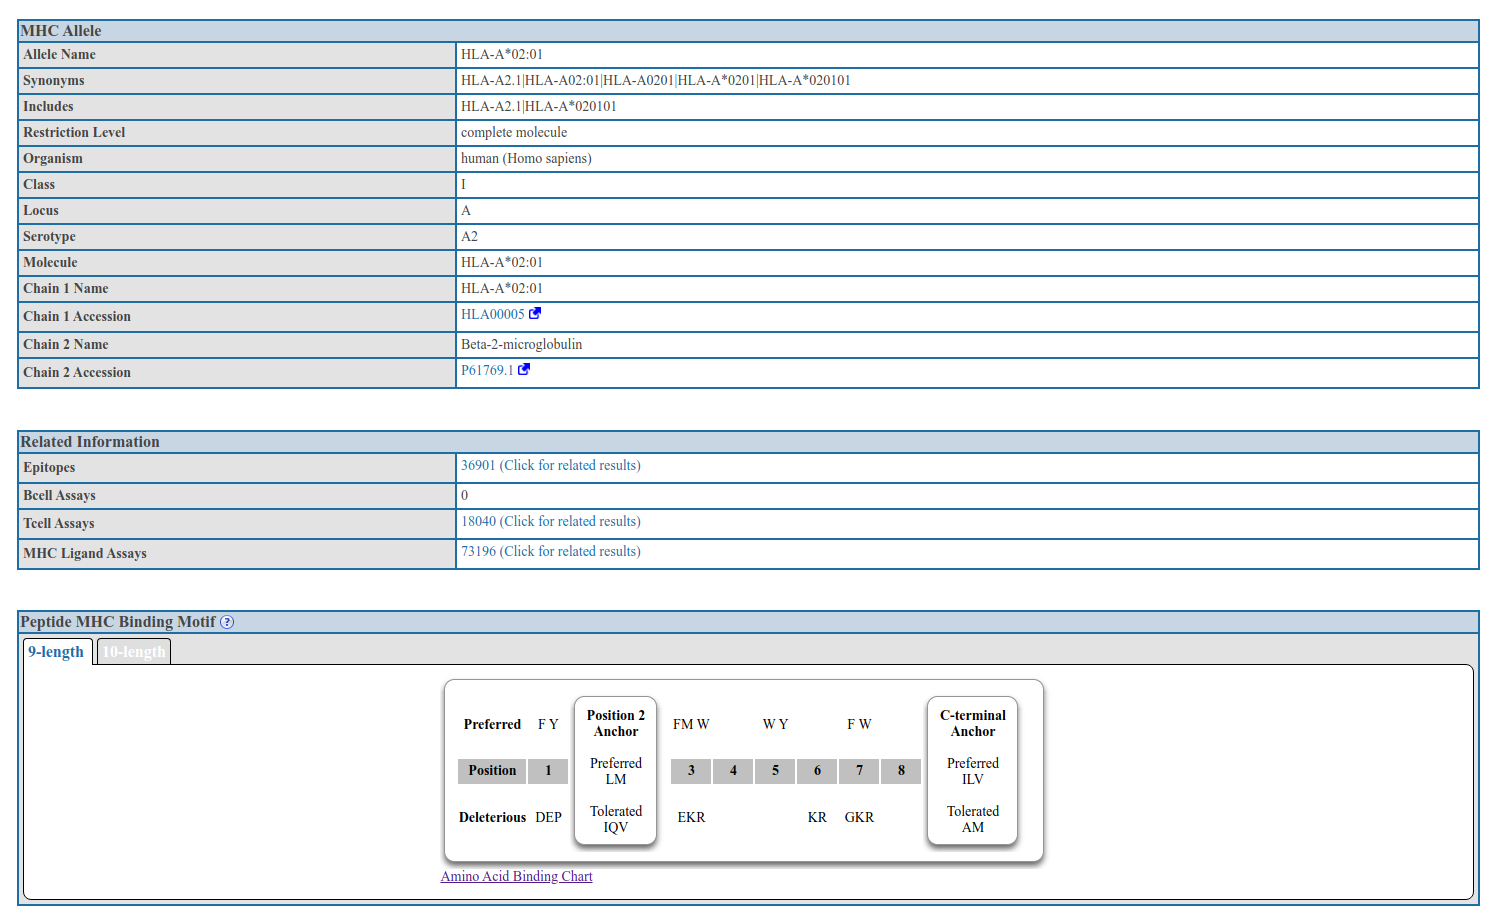 MHC Allele
Allele Name HLA-A*02:01
Synonyms HLA-A2.1|HLA-A02:01|HLA-A0201|HLA-A*0201|HLA-A*020101
Includes HLA-A2.1|HLA-A*020101
Restriction Level complete molecule
Organism human (Homo sapiens)
Class I
Locus A
Serotype A2
Molecule HLA-A*02:01
Chain 1 Name HLA-A*02:01
Chain 1 Accession HLA00005
Chain 2 Name Beta-2-microglobulin
Chain 2 Accession P61769.1
Related Information
Epitopes 36901 (Click for related results)
Bcell Assays 0
Tcell Assays 18040 (Click for related results)
MHC Ligand Assays 73196 (Click for related results)
Peptide MHC Binding Motif ?
9-length 10-length
Position 2 C-terminal
Anchor Anchor
Preferred F Y FM W W Y F W
Preferred Preferred
Position 1 3 4 5 6 7 8
LM ILV
Tolerated Tolerated
Deleterious DEP EKR KR GKR
IQV AM
Amino Acid Binding Chart